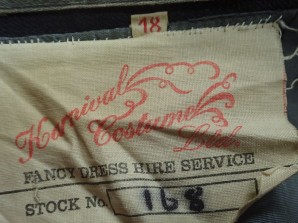 18
Karnival
Costume
Ltd.
FANCY DRESS HIRE SERVICE
STOCK No. 168